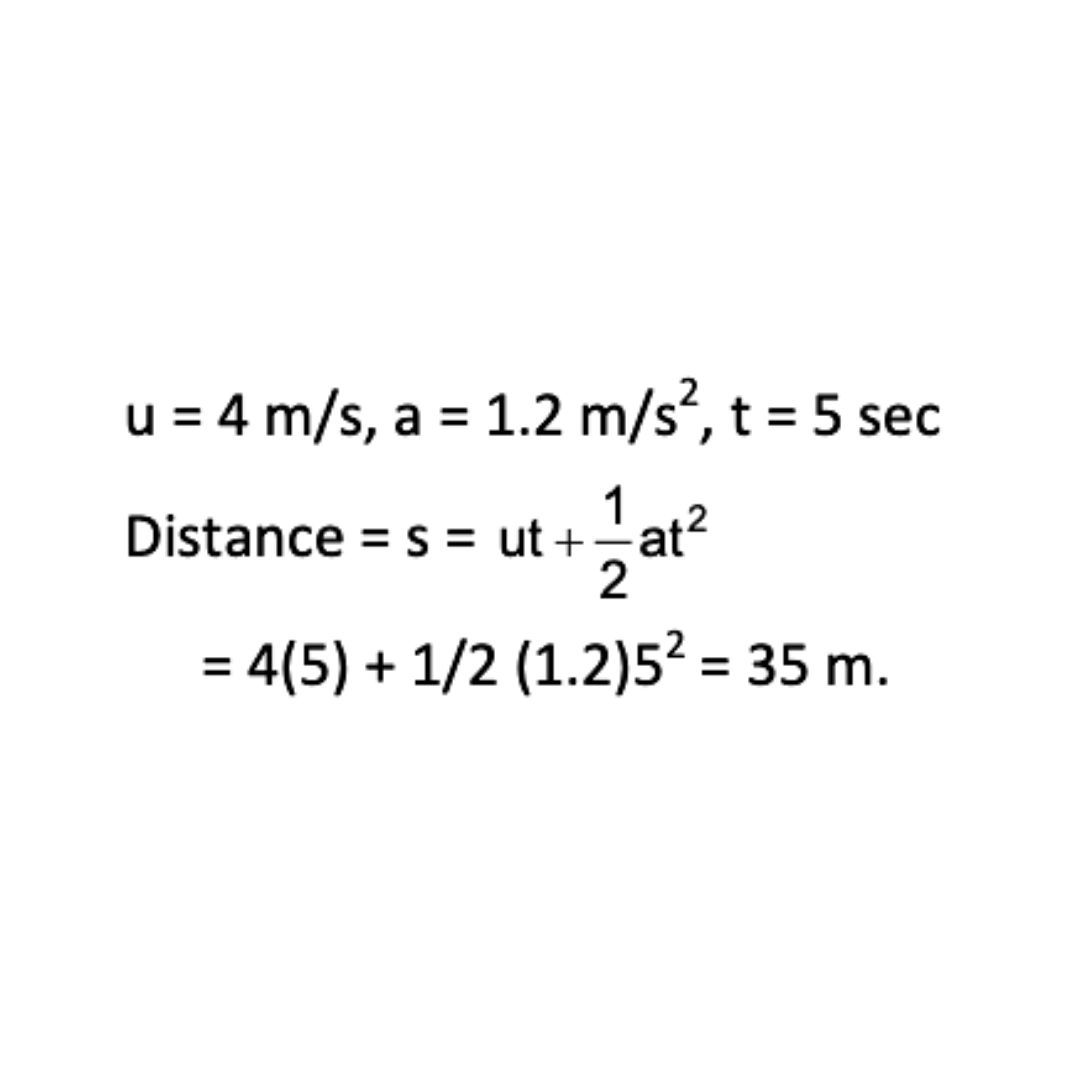 u = 4 m/s, a = 1.2 m/s², t = 5 sec
Distance = s = ut + 1/2 at²
= 4(5) + 1/2 (1.2)5² = 35 m.